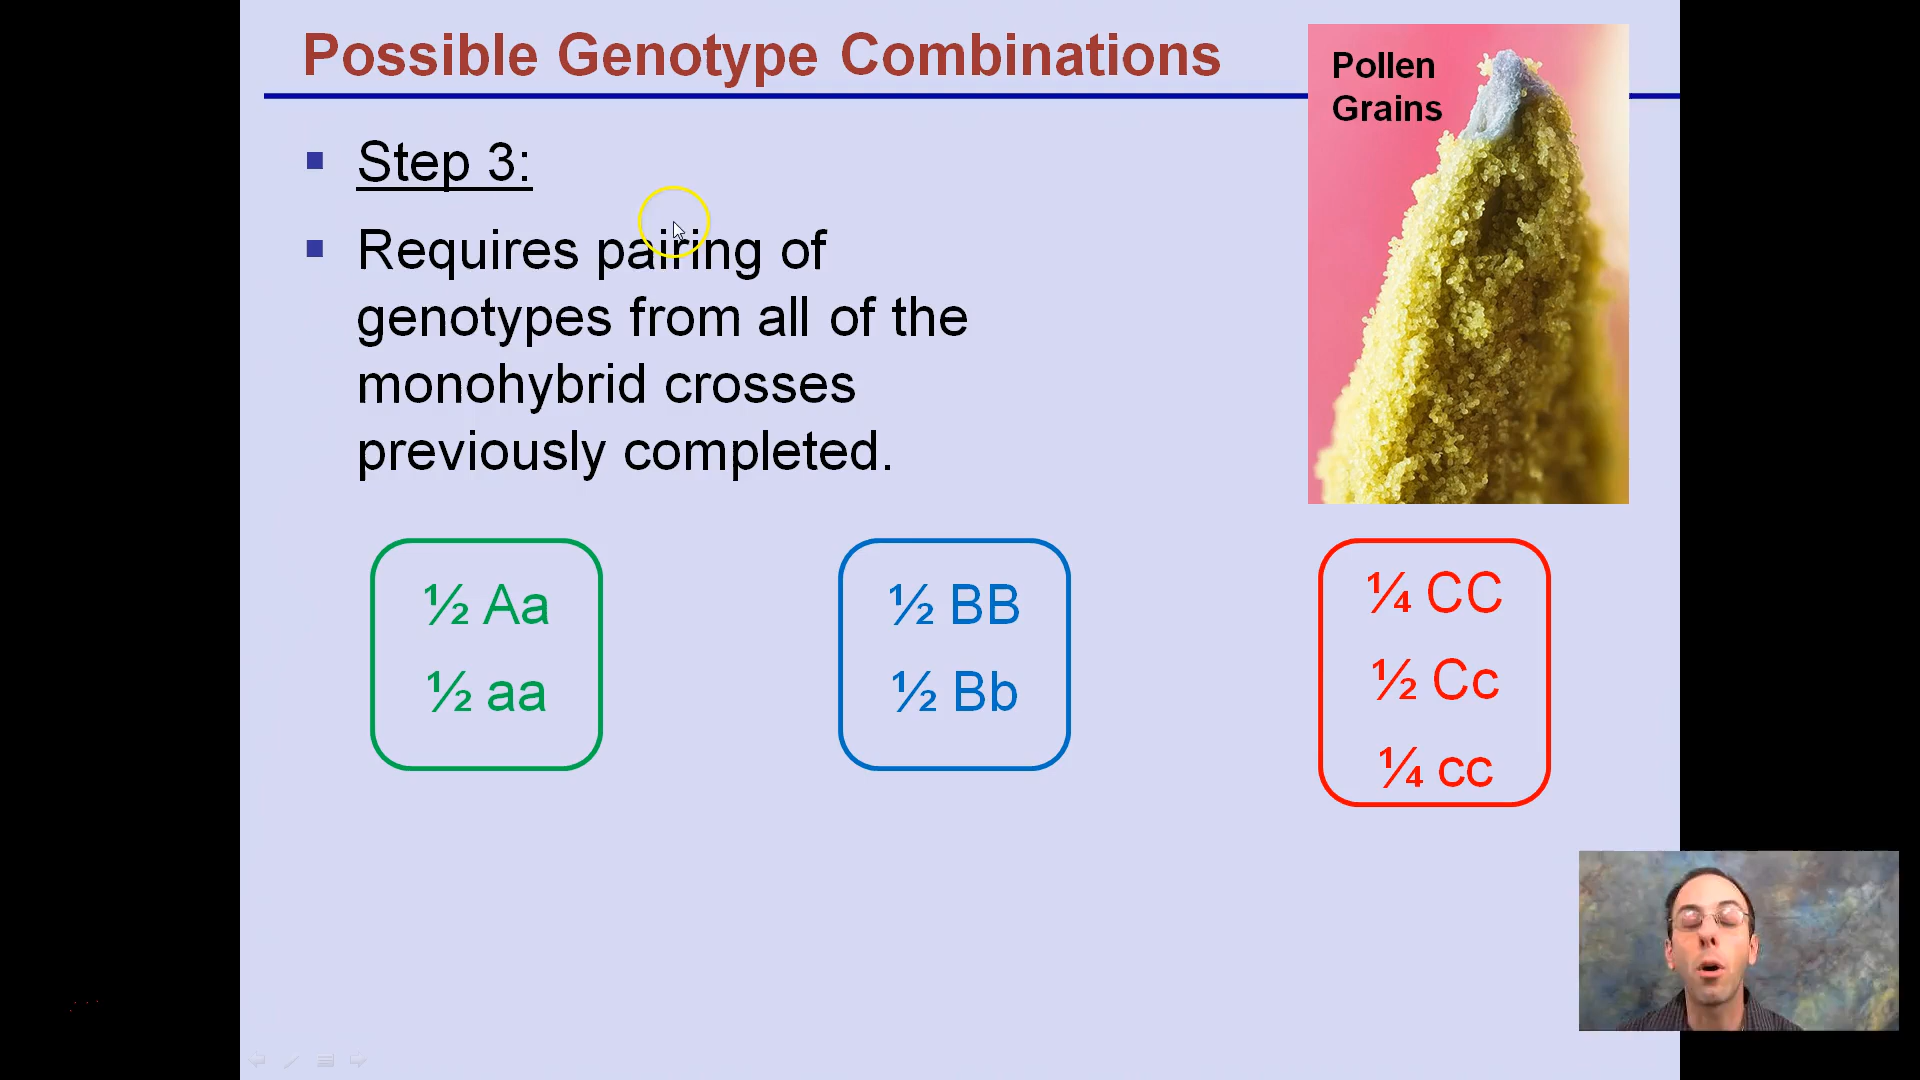 Possible Genotype Combinations
Pollen
Grains
Step 3:
Requires pairing of
genotypes from all of the
monohybrid crosses
previously completed.
½ Aa
½ aa
½ BB
½ Bb
¼ CC
½ Cc
¼ cc